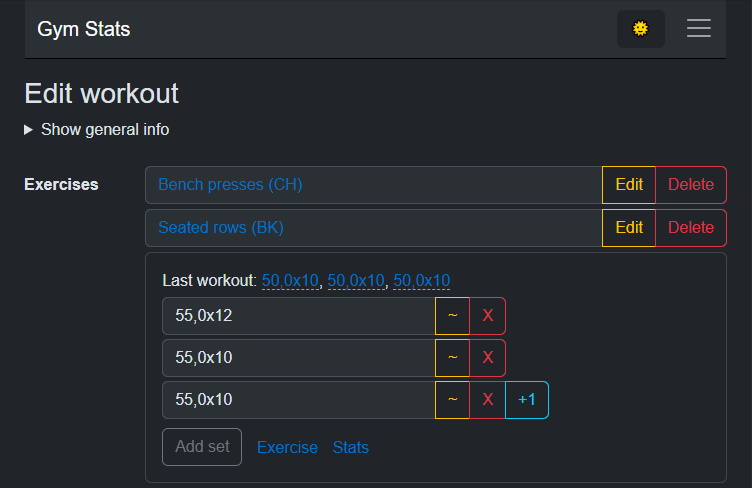 Gym Stats
Edit workout
Show general info
Exercises
Bench presses (CH) Edit Delete
Seated rows (BK) Edit Delete
Last workout: 50,0x10, 50,0x10, 50,0x10
55,0x12 ~ X
55,0x10 ~ X
55,0x10 ~ X +1
Add set Exercise Stats